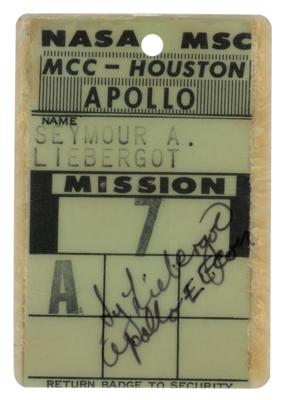 NASA MSC
MCC - HOUSTON
APOLLO
NAME
SEYMOUR A.
LIEBERGOT
MISSION
7
A
Sy Liebergot
Apollo EECOM
RETURN BADGE TO SECURITY